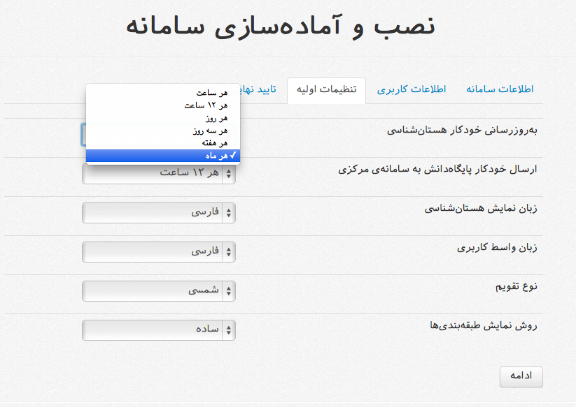 نصب و آماده‌سازی سامانه
اطلاعات سامانه
اطلاعات کاربری
تنظیمات اولیه
تایید نهای
به‌روزرسانی خودکار هستان‌شناسی
هر ساعت
هر ۱۲ ساعت
هر روز
هر سه روز
هر هفته
✓ هر ماه
ارسال خودکار پایگاه‌دانش به سامانه‌ی مرکزی
هر ۱۲ ساعت
زبان نمایش هستان‌شناسی
فارسی
زبان واسط کاربری
فارسی
نوع تقویم
شمسی
روش نمایش طبقه‌بندی‌ها
ساده
ادامه